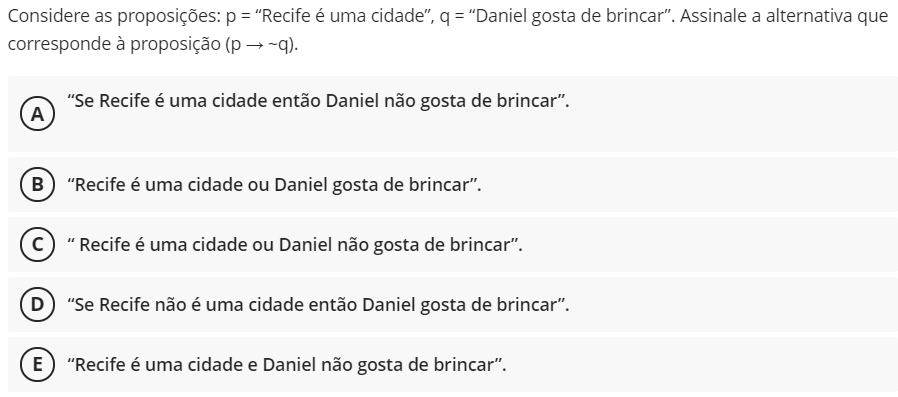 Considere as proposições: p = “Recife é uma cidade”, q = “Daniel gosta de brincar”. Assinale a alternativa que
corresponde à proposição (p → ~q).
A “Se Recife é uma cidade então Daniel não gosta de brincar”.
B “Recife é uma cidade ou Daniel gosta de brincar”.
C “ Recife é uma cidade ou Daniel não gosta de brincar”.
D “Se Recife não é uma cidade então Daniel gosta de brincar”.
E “Recife é uma cidade e Daniel não gosta de brincar”.